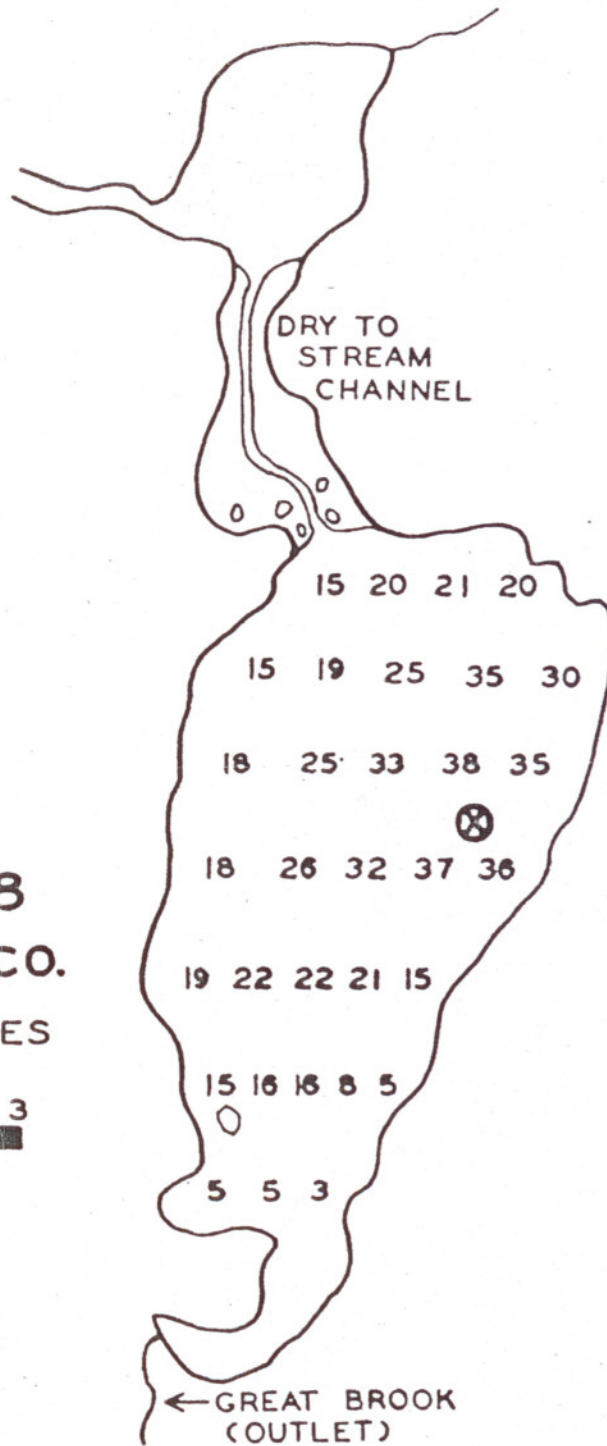 DRY TO
STREAM
CHANNEL
15 20 21 20
15 19 25 35 30
18 25 33 38 35
18 26 32 37 36
8
CO.
19 22 22 21 15
ES
15 16 16 8 5
3
5 5 3
←GREAT BROOK
(OUTLET)